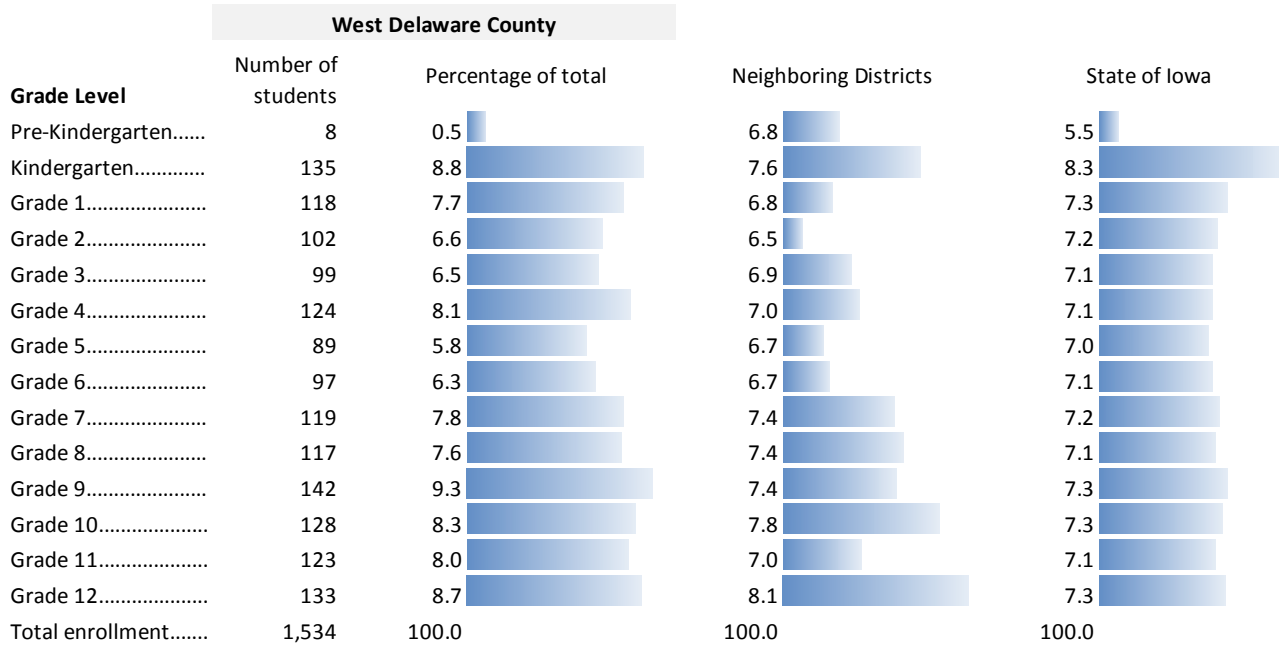 West Delaware County
Grade Level Number of students Percentage of total Neighboring Districts State of Iowa
Pre-Kindergarten...... 8 0.5 6.8 5.5
Kindergarten............. 135 8.8 7.6 8.3
Grade 1...................... 118 7.7 6.8 7.3
Grade 2...................... 102 6.6 6.5 7.2
Grade 3...................... 99 6.5 6.9 7.1
Grade 4...................... 124 8.1 7.0 7.1
Grade 5...................... 89 5.8 6.7 7.0
Grade 6...................... 97 6.3 6.7 7.1
Grade 7...................... 119 7.8 7.4 7.2
Grade 8...................... 117 7.6 7.4 7.1
Grade 9...................... 142 9.3 7.4 7.3
Grade 10.................... 128 8.3 7.8 7.3
Grade 11.................... 123 8.0 7.0 7.1
Grade 12.................... 133 8.7 8.1 7.3
Total enrollment....... 1,534 100.0 100.0 100.0